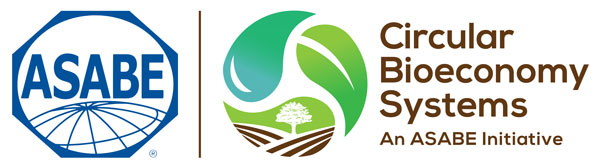 ASABE
®
Circular
Bioeconomy
Systems
An ASABE Initiative